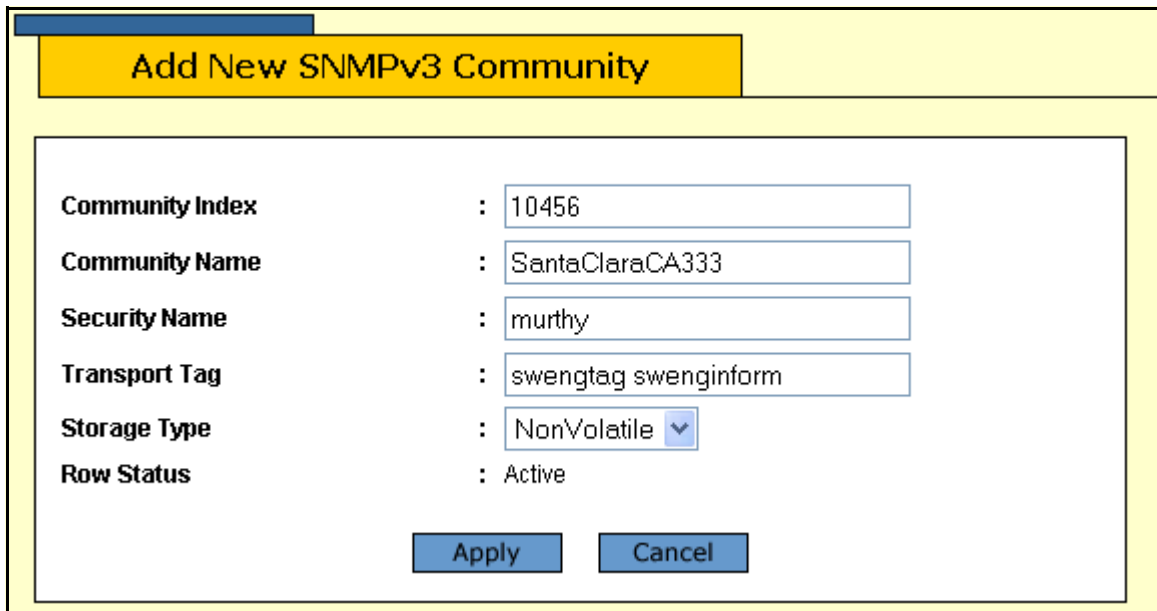 Add New SNMPv3 Community
Community Index : 10456
Community Name : SantaClaraCA333
Security Name : murthy
Transport Tag : swengtag swenginform
Storage Type : NonVolatile
Row Status : Active
Apply Cancel